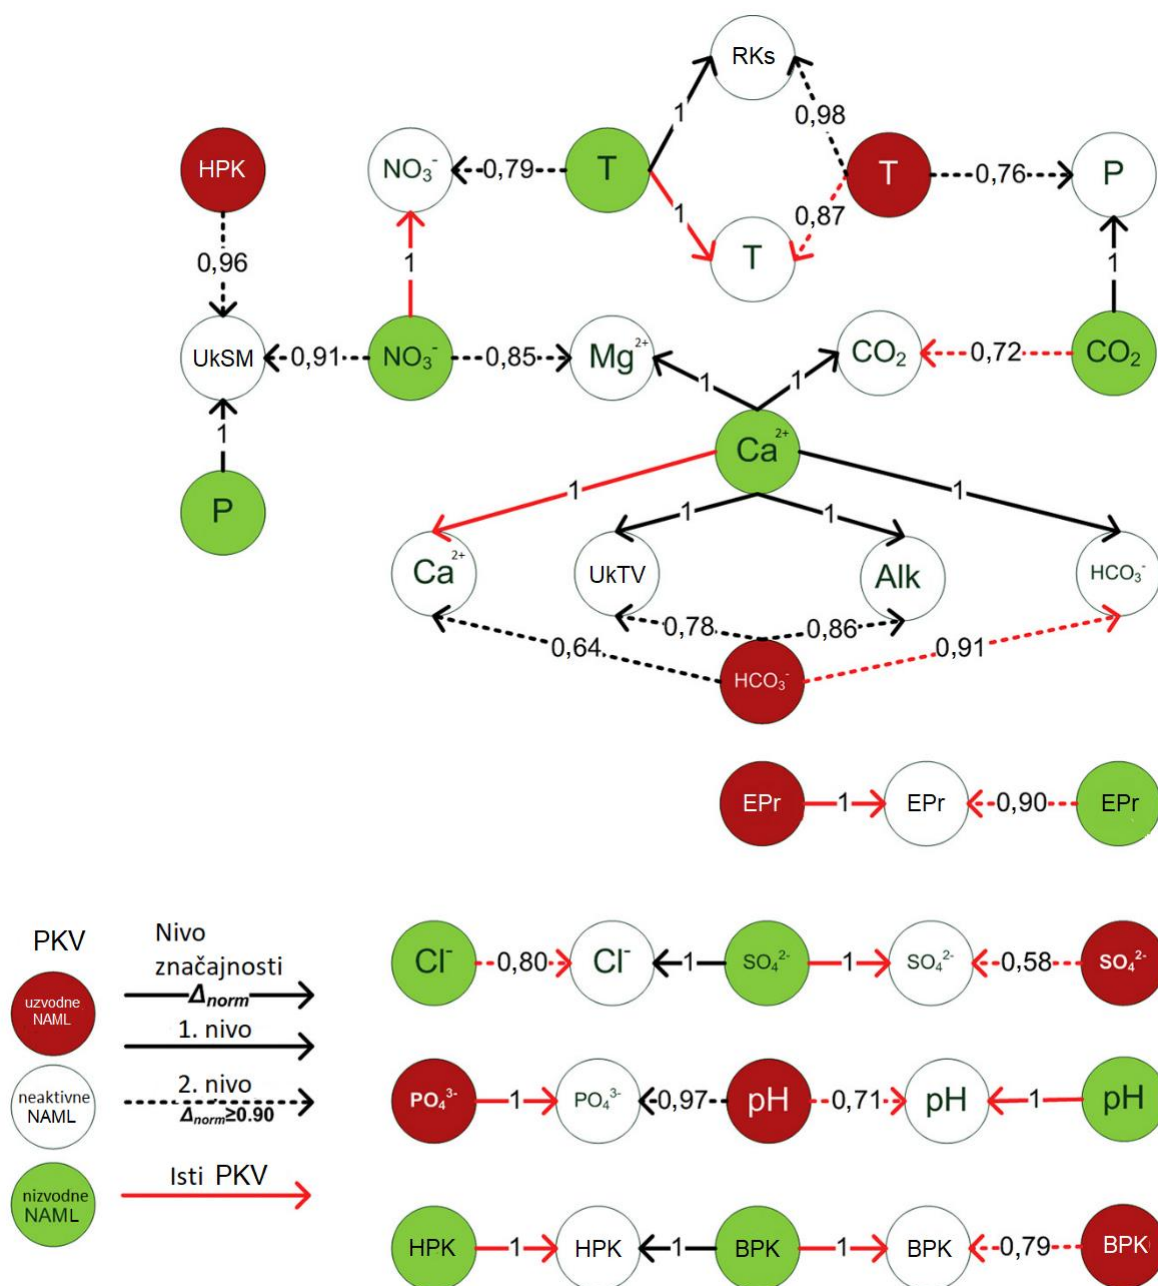 RKs
HPK
NO₃⁻
0,79
T
1
0,98
T
0,76
P
0,96
1
1
0,87
T
1
UkSM
0,91
NO₃⁻
0,85
Mg²⁺
1
1
CO₂
0,72
CO₂
1
Ca²⁺
P
1
1
1
1
Ca²⁺
UkTV
Alk
HCO₃⁻
0,64
0,78
0,86
0,91
HCO₃⁻
EPr
1
EPr
0,90
EPr
PKV
Nivo
značajnosti
Δnorm
uzvodne
NAML
1. nivo
neaktivne
NAML
2. nivo
Δnorm≥0.90
nizvodne
NAML
Isti PKV
Cl⁻
0,80
Cl⁻
1
SO₄²⁻
1
SO₄²⁻
0,58
SO₄²⁻
PO₄³⁻
1
PO₄³⁻
0,97
pH
0,71
pH
1
pH
HPK
1
HPK
1
BPK
1
BPK
0,79
BPK